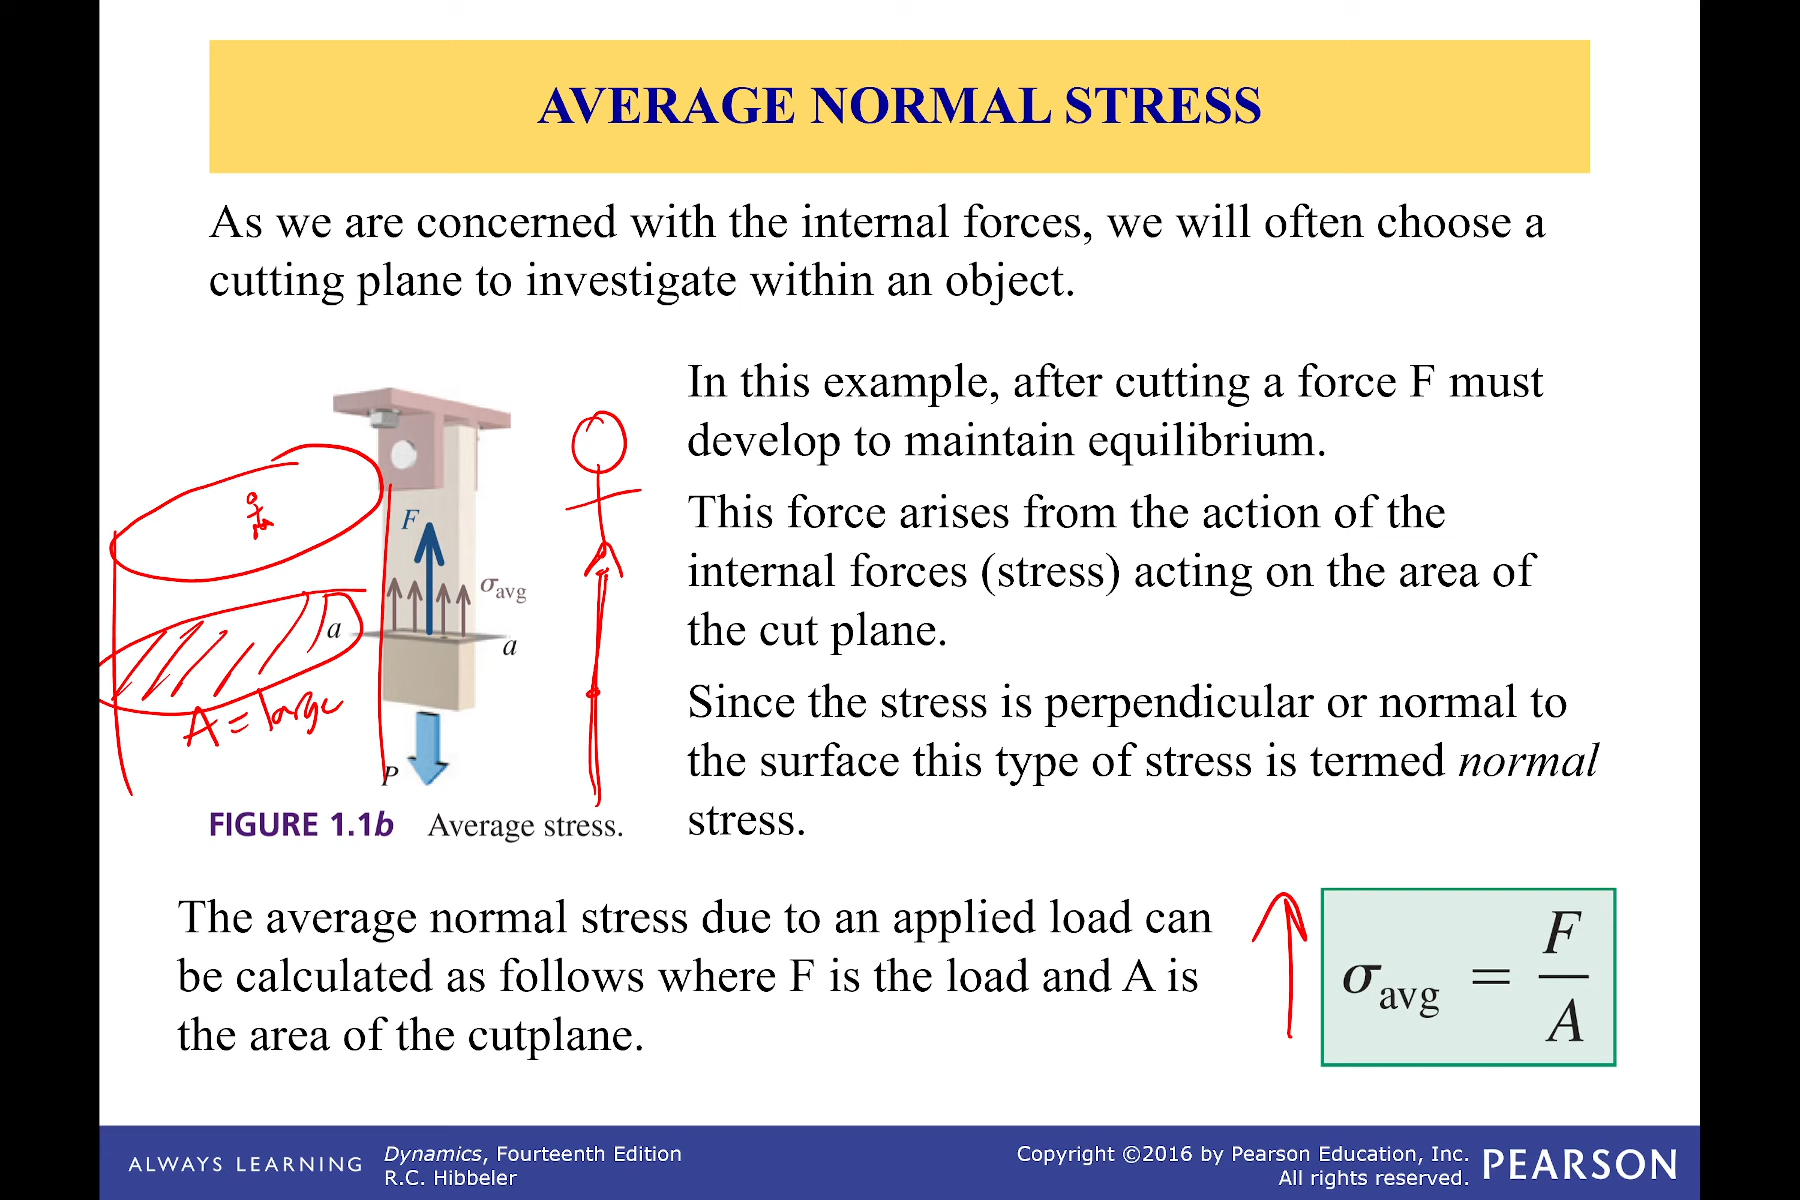 AVERAGE NORMAL STRESS
As we are concerned with the internal forces, we will often choose a
cutting plane to investigate within an object.
In this example, after cutting a force F must
develop to maintain equilibrium.
This force arises from the action of the
internal forces (stress) acting on the area of
the cut plane.
Since the stress is perpendicular or normal to
the surface this type of stress is termed normal
stress.
F
σavg
a
a
A = large
P
FIGURE 1.1b Average stress.
The average normal stress due to an applied load can
be calculated as follows where F is the load and A is
the area of the cutplane.
σavg = F/A
ALWAYS LEARNING
Dynamics, Fourteenth Edition
R.C. Hibbeler
Copyright ©2016 by Pearson Education, Inc.
All rights reserved.
PEARSON